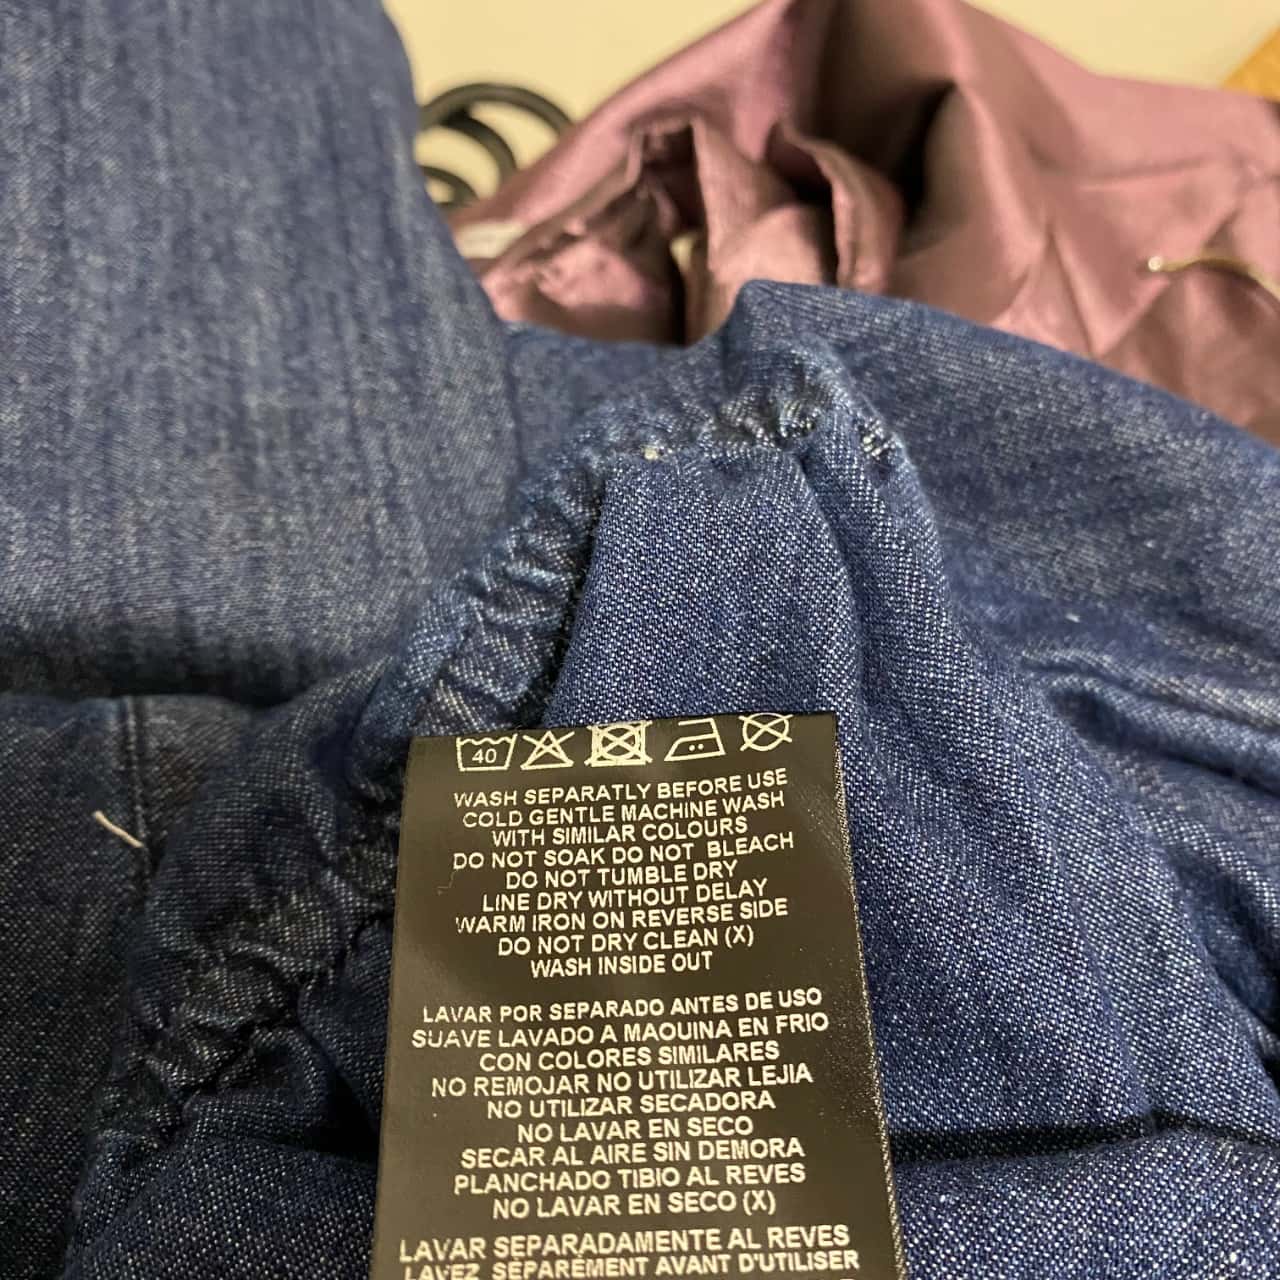 40
WASH SEPARATLY BEFORE USE
COLD GENTLE MACHINE WASH
WITH SIMILAR COLOURS
DO NOT SOAK DO NOT BLEACH
DO NOT TUMBLE DRY
LINE DRY WITHOUT DELAY
WARM IRON ON REVERSE SIDE
DO NOT DRY CLEAN (X)
WASH INSIDE OUT
LAVAR POR SEPARADO ANTES DE USO
SUAVE LAVADO A MAQUINA EN FRIO
CON COLORES SIMILARES
NO REMOJAR NO UTILIZAR LEJIA
NO UTILIZAR SECADORA
NO LAVAR EN SECO
SECAR AL AIRE SIN DEMORA
PLANCHADO TIBIO AL REVES
NO LAVAR EN SECO (X)
LAVAR SEPARADAMENTE AL REVES
LAVEZ SÉPARÉMENT AVANT D'UTILISER